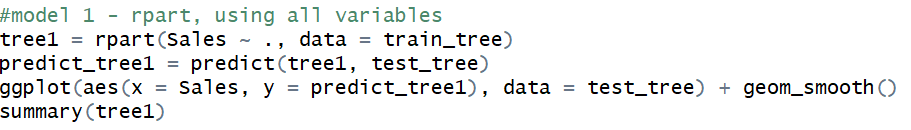 #model 1 - rpart, using all variables
tree1 = rpart(Sales ~ ., data = train_tree)
predict_tree1 = predict(tree1, test_tree)
ggplot(aes(x = Sales, y = predict_tree1), data = test_tree) + geom_smooth()
summary(tree1)